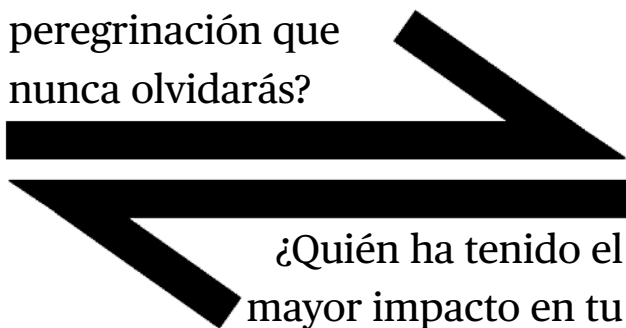 peregrinación que
nunca olvidarás?
¿Quién ha tenido el
mayor impacto en tu